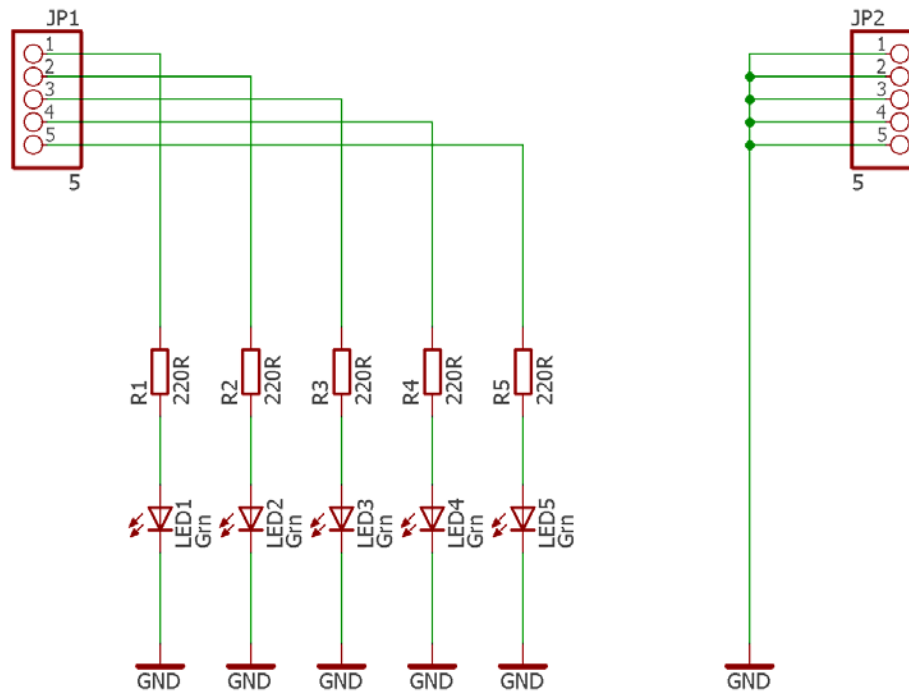 JP1
1
2
3
4
5
5
JP2
1
2
3
4
5
5
R1
220R
R2
220R
R3
220R
R4
220R
R5
220R
LED1
Grn
LED2
Grn
LED3
Grn
LED4
Grn
LED5
Grn
GND
GND
GND
GND
GND
GND